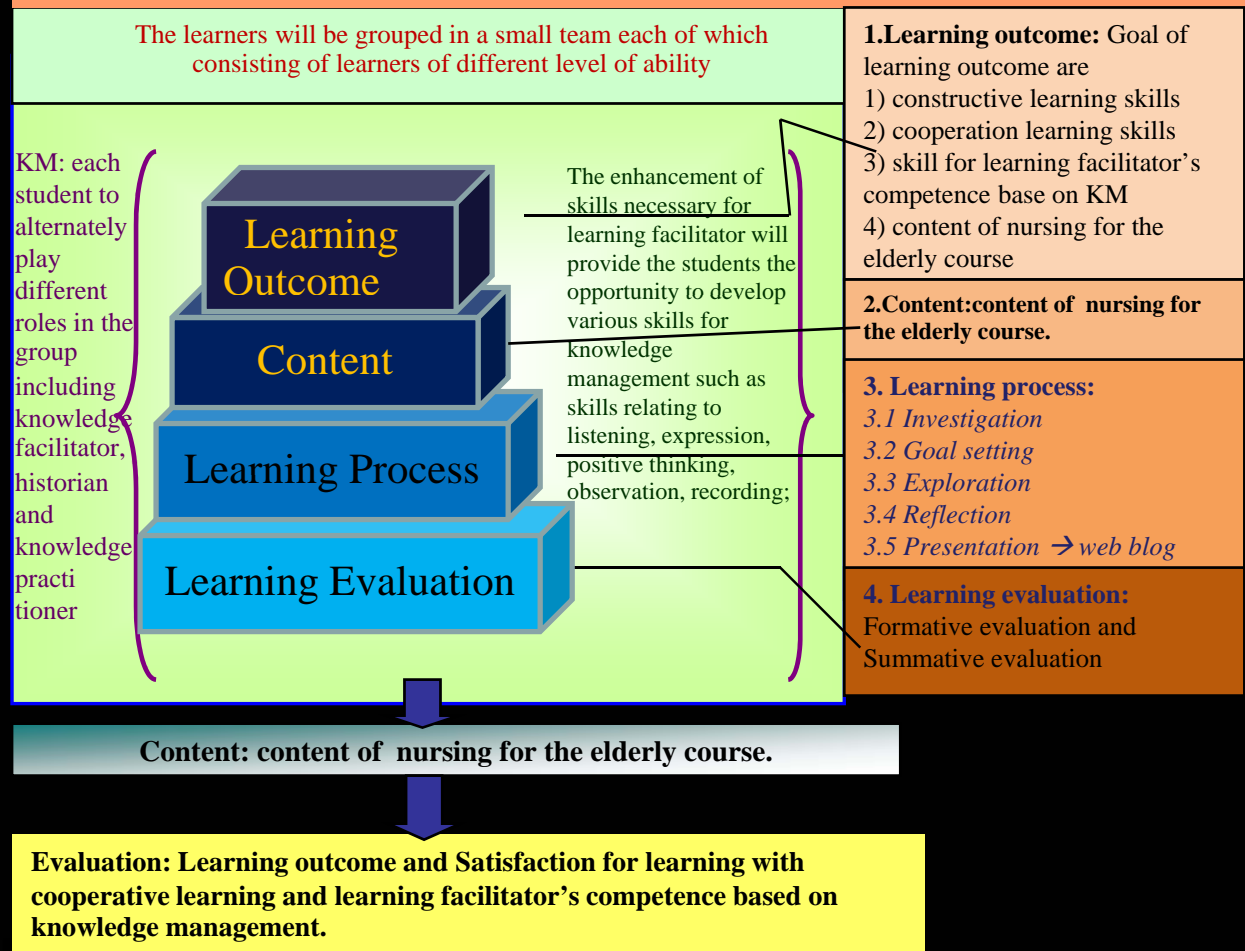 The learners will be grouped in a small team each of which
consisting of learners of different level of ability
KM: each
student to
alternately
play
different
roles in the
group
including
knowledge
facilitator,
historian
and
knowledge
practi
tioner
Learning
Outcome
Content
Learning Process
Learning Evaluation
The enhancement of
skills necessary for
learning facilitator will
provide the students the
opportunity to develop
various skills for
knowledge
management such as
skills relating to
listening, expression,
positive thinking,
observation, recording;
1.Learning outcome: Goal of
learning outcome are
1) constructive learning skills
2) cooperation learning skills
3) skill for learning facilitator’s
competence base on KM
4) content of nursing for the
elderly course
2.Content:content of nursing for
the elderly course.
3. Learning process:
3.1 Investigation
3.2 Goal setting
3.3 Exploration
3.4 Reflection
3.5 Presentation → web blog
4. Learning evaluation:
Formative evaluation and
Summative evaluation
Content: content of nursing for the elderly course.
Evaluation: Learning outcome and Satisfaction for learning with
cooperative learning and learning facilitator’s competence based on
knowledge management.